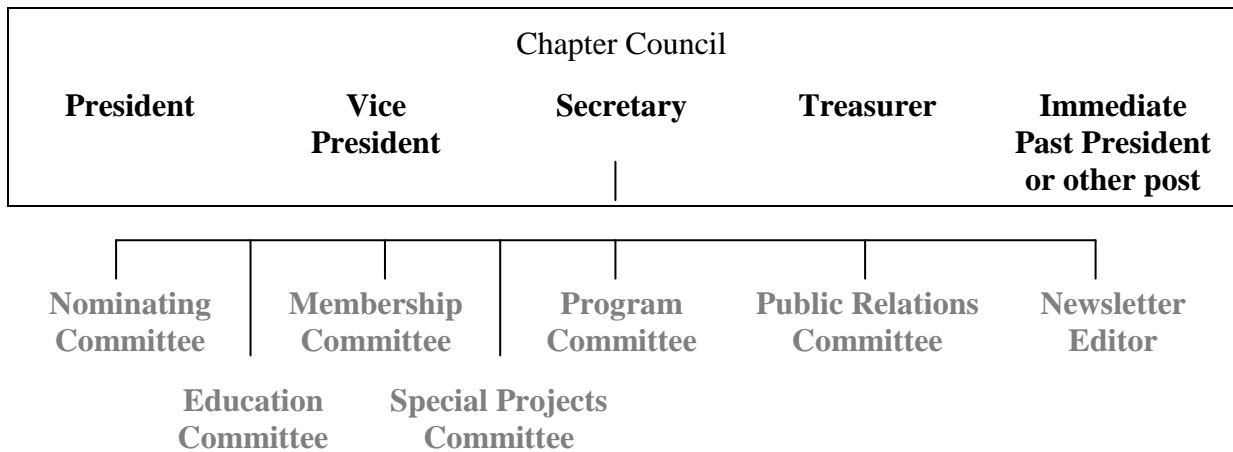 Chapter Council
President
Vice
President
Secretary
Treasurer
Immediate
Past President
or other post
Nominating
Committee
Membership
Committee
Program
Committee
Public Relations
Committee
Newsletter
Editor
Education
Committee
Special Projects
Committee